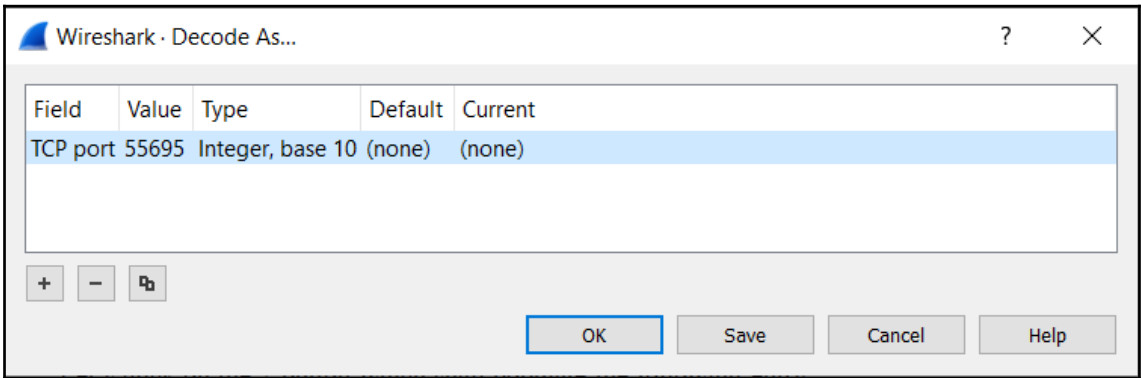 Wireshark · Decode As...
?
Field Value Type Default Current
TCP port 55695 Integer, base 10 (none) (none)
OK Save Cancel Help